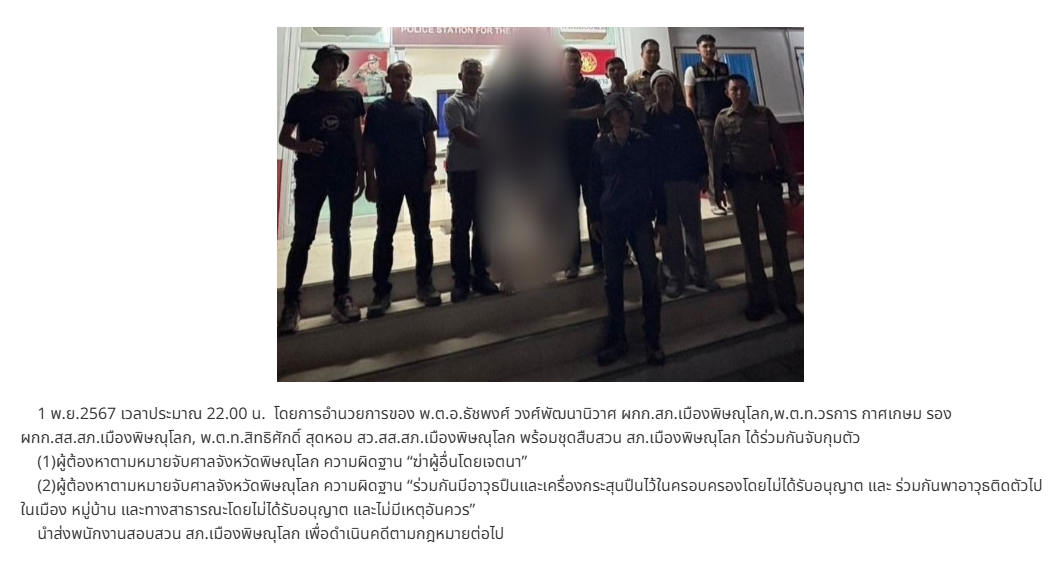 POLICE STATION FOR THE
1 พ.ย.2567 เวลาประมาณ 22.00 น. โดยการอำนวยการของ พ.ต.อ.ธัชพงศ์ วงศ์พัฒนานิวาศ ผกก.สภ.เมืองพิษณุโลก,พ.ต.ท.วรการ กาศเกษม รอง
ผกก.สส.สภ.เมืองพิษณุโลก, พ.ต.ท.สิทธิศักดิ์ สุดหอม สว.สส.สภ.เมืองพิษณุโลก พร้อมชุดสืบสวน สภ.เมืองพิษณุโลก ได้ร่วมกันจับกุมตัว
(1)ผู้ต้องหาตามหมายจับศาลจังหวัดพิษณุโลก ความผิดฐาน “ฆ่าผู้อื่นโดยเจตนา”
(2)ผู้ต้องหาตามหมายจับศาลจังหวัดพิษณุโลก ความผิดฐาน “ร่วมกันมีอาวุธปืนและเครื่องกระสุนปืนไว้ในครอบครองโดยไม่ได้รับอนุญาต และ ร่วมกันพาอาวุธติดตัวไป
ในเมือง หมู่บ้าน และทางสาธารณะโดยไม่ได้รับอนุญาต และไม่มีเหตุอันควร”
นำส่งพนักงานสอบสวน สภ.เมืองพิษณุโลก เพื่อดำเนินคดีตามกฎหมายต่อไป